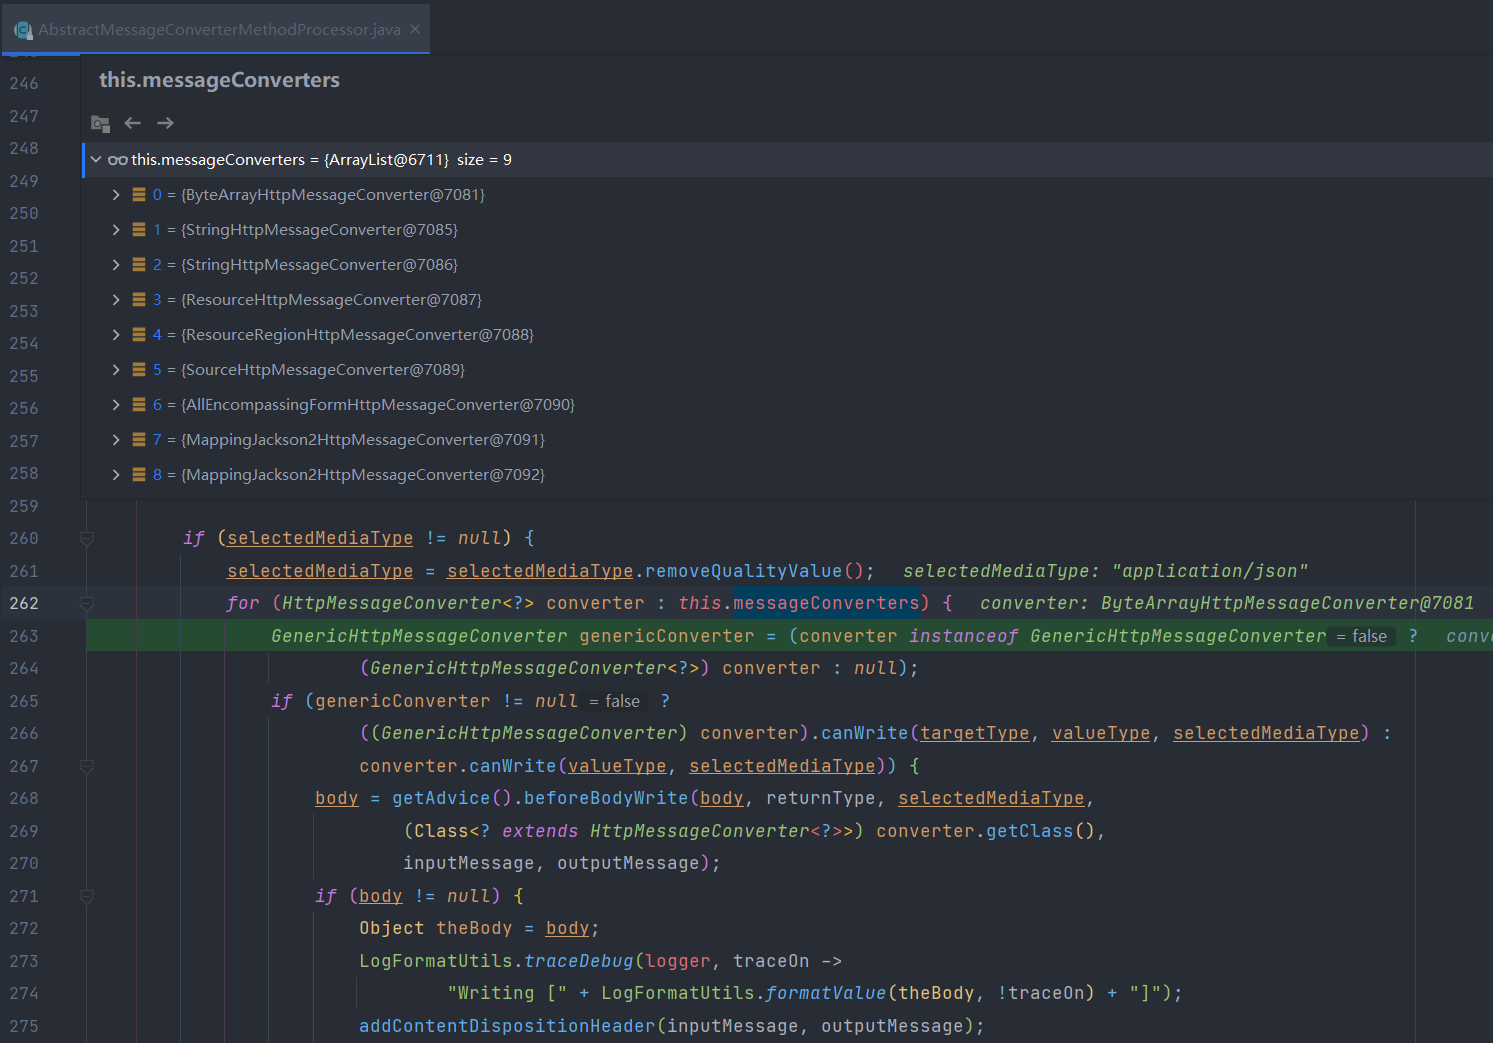 AbstractMessageConverterMethodProcessor.java
this.messageConverters
this.messageConverters = {ArrayList@6711} size = 9
0 = {ByteArrayHttpMessageConverter@7081}
1 = {StringHttpMessageConverter@7085}
2 = {StringHttpMessageConverter@7086}
3 = {ResourceHttpMessageConverter@7087}
4 = {ResourceRegionHttpMessageConverter@7088}
5 = {SourceHttpMessageConverter@7089}
6 = {AllEncompassingFormHttpMessageConverter@7090}
7 = {MappingJackson2HttpMessageConverter@7091}
8 = {MappingJackson2HttpMessageConverter@7092}
246
247
248
249
250
251
252
253
254
255
256
257
258
259
260 if (selectedMediaType != null) {
261 selectedMediaType = selectedMediaType.removeQualityValue(); selectedMediaType: "application/json"
262 for (HttpMessageConverter<?> converter : this.messageConverters) { converter: ByteArrayHttpMessageConverter@7081
263 GenericHttpMessageConverter genericConverter = (converter instanceof GenericHttpMessageConverter = false ?
264 (GenericHttpMessageConverter<?>) converter : null);
265 if (genericConverter != null = false ?
266 ((GenericHttpMessageConverter) converter).canWrite(targetType, valueType, selectedMediaType) :
267 converter.canWrite(valueType, selectedMediaType)) {
268 body = getAdvice().beforeBodyWrite(body, returnType, selectedMediaType,
269 (Class<? extends HttpMessageConverter<?>>) converter.getClass(),
270 inputMessage, outputMessage);
271 if (body != null) {
272 Object theBody = body;
273 LogFormatUtils.traceDebug(logger, traceOn ->
274 "Writing [" + LogFormatUtils.formatValue(theBody, !traceOn) + "]");
275 addContentDispositionHeader(inputMessage, outputMessage);